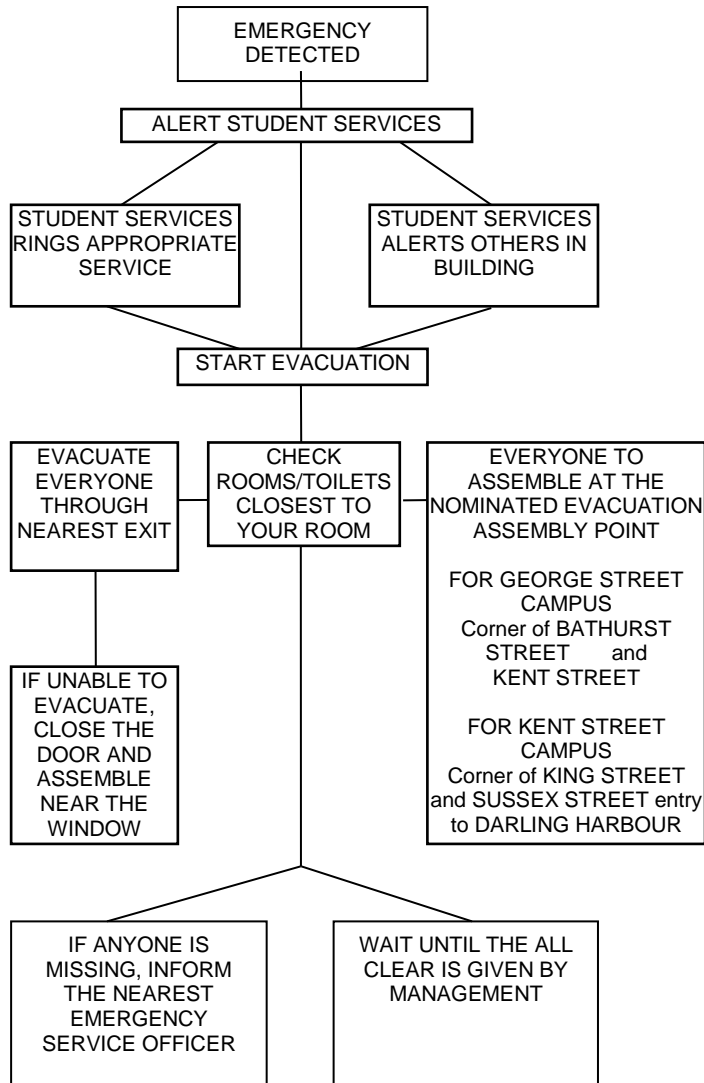 EMERGENCY
DETECTED
ALERT STUDENT SERVICES
STUDENT SERVICES
RINGS APPROPRIATE
SERVICE
STUDENT SERVICES
ALERTS OTHERS IN
BUILDING
START EVACUATION
EVACUATE
EVERYONE
THROUGH
NEAREST EXIT
CHECK
ROOMS/TOILETS
CLOSEST TO
YOUR ROOM
EVERYONE TO
ASSEMBLE AT THE
NOMINATED EVACUATION
ASSEMBLY POINT
FOR GEORGE STREET
CAMPUS
Corner of BATHURST
STREET and
KENT STREET
FOR KENT STREET
CAMPUS
Corner of KING STREET
and SUSSEX STREET entry
to DARLING HARBOUR
IF UNABLE TO
EVACUATE,
CLOSE THE
DOOR AND
ASSEMBLE
NEAR THE
WINDOW
IF ANYONE IS
MISSING, INFORM
THE NEAREST
EMERGENCY
SERVICE OFFICER
WAIT UNTIL THE ALL
CLEAR IS GIVEN BY
MANAGEMENT